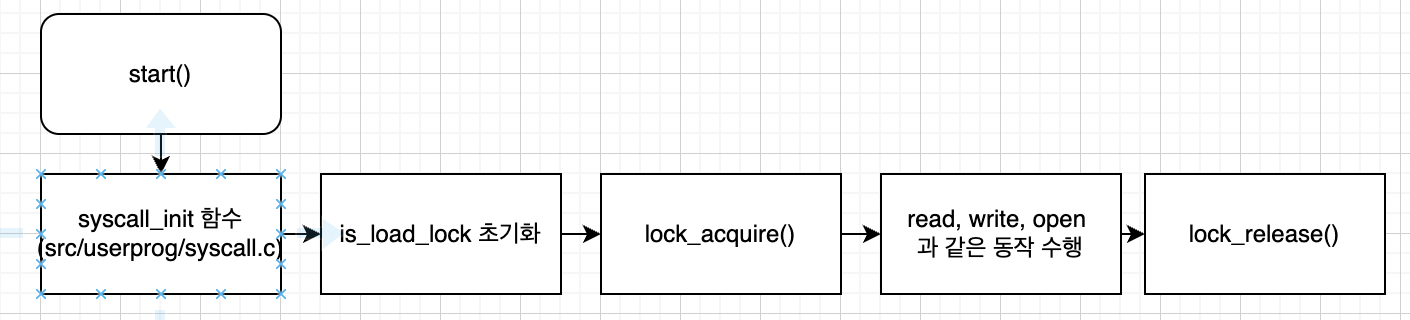 start()
syscall_init 함수
(src/userprog/syscall.c)
is_load_lock 초기화
lock_acquire()
read, write, open
과 같은 동작 수행
lock_release()